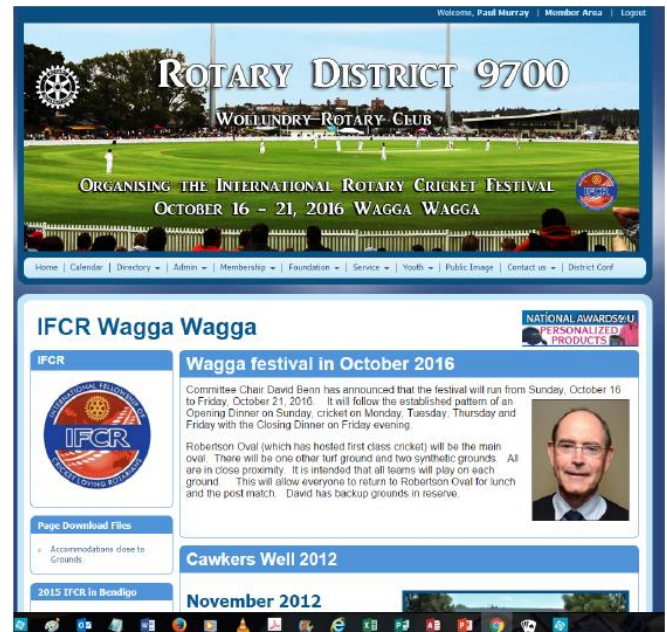 Welcome, Paul Murray | Member Area | Logout
ROTARY DISTRICT 9700
WOLLUNDRY ROTARY CLUB
ORGANISING THE INTERNATIONAL ROTARY CRICKET FESTIVAL
IFCR
OCTOBER 16 - 21, 2016 WAGGA WAGGA
Home | Calendar | Directory | Admin | Membership | Foundation | Service | Youth | Public Image | Contact us | District Conf
IFCR Wagga Wagga
NATIONAL AWARDS4U
PERSONALIZED
PRODUCTS
IFCR
INTERNATIONAL FELLOWSHIP OF
IFCR
CRICKET LOVING ROTARIANS
Page Download Files
Accommodations close to
Grounds
2015 IFCR in Bendigo
Wagga festival in October 2016
Committee Chair David Benn has announced that the festival will run from Sunday, October 16
to Friday, October 21, 2016. It will follow the established pattern of an
Opening Dinner on Sunday, cricket on Monday, Tuesday, Thursday and
Friday with the Closing Dinner on Friday evening.
Robertson Oval (which has hosted first class cricket) will be the main
oval. There will be one other turf ground and two synthetic grounds. All
are in close proximity. It is intended that all teams will play on each
ground. This will allow everyone to return to Robertson Oval for lunch
and the post match. David has backup grounds in reserve.
Cawkers Well 2012
November 2012